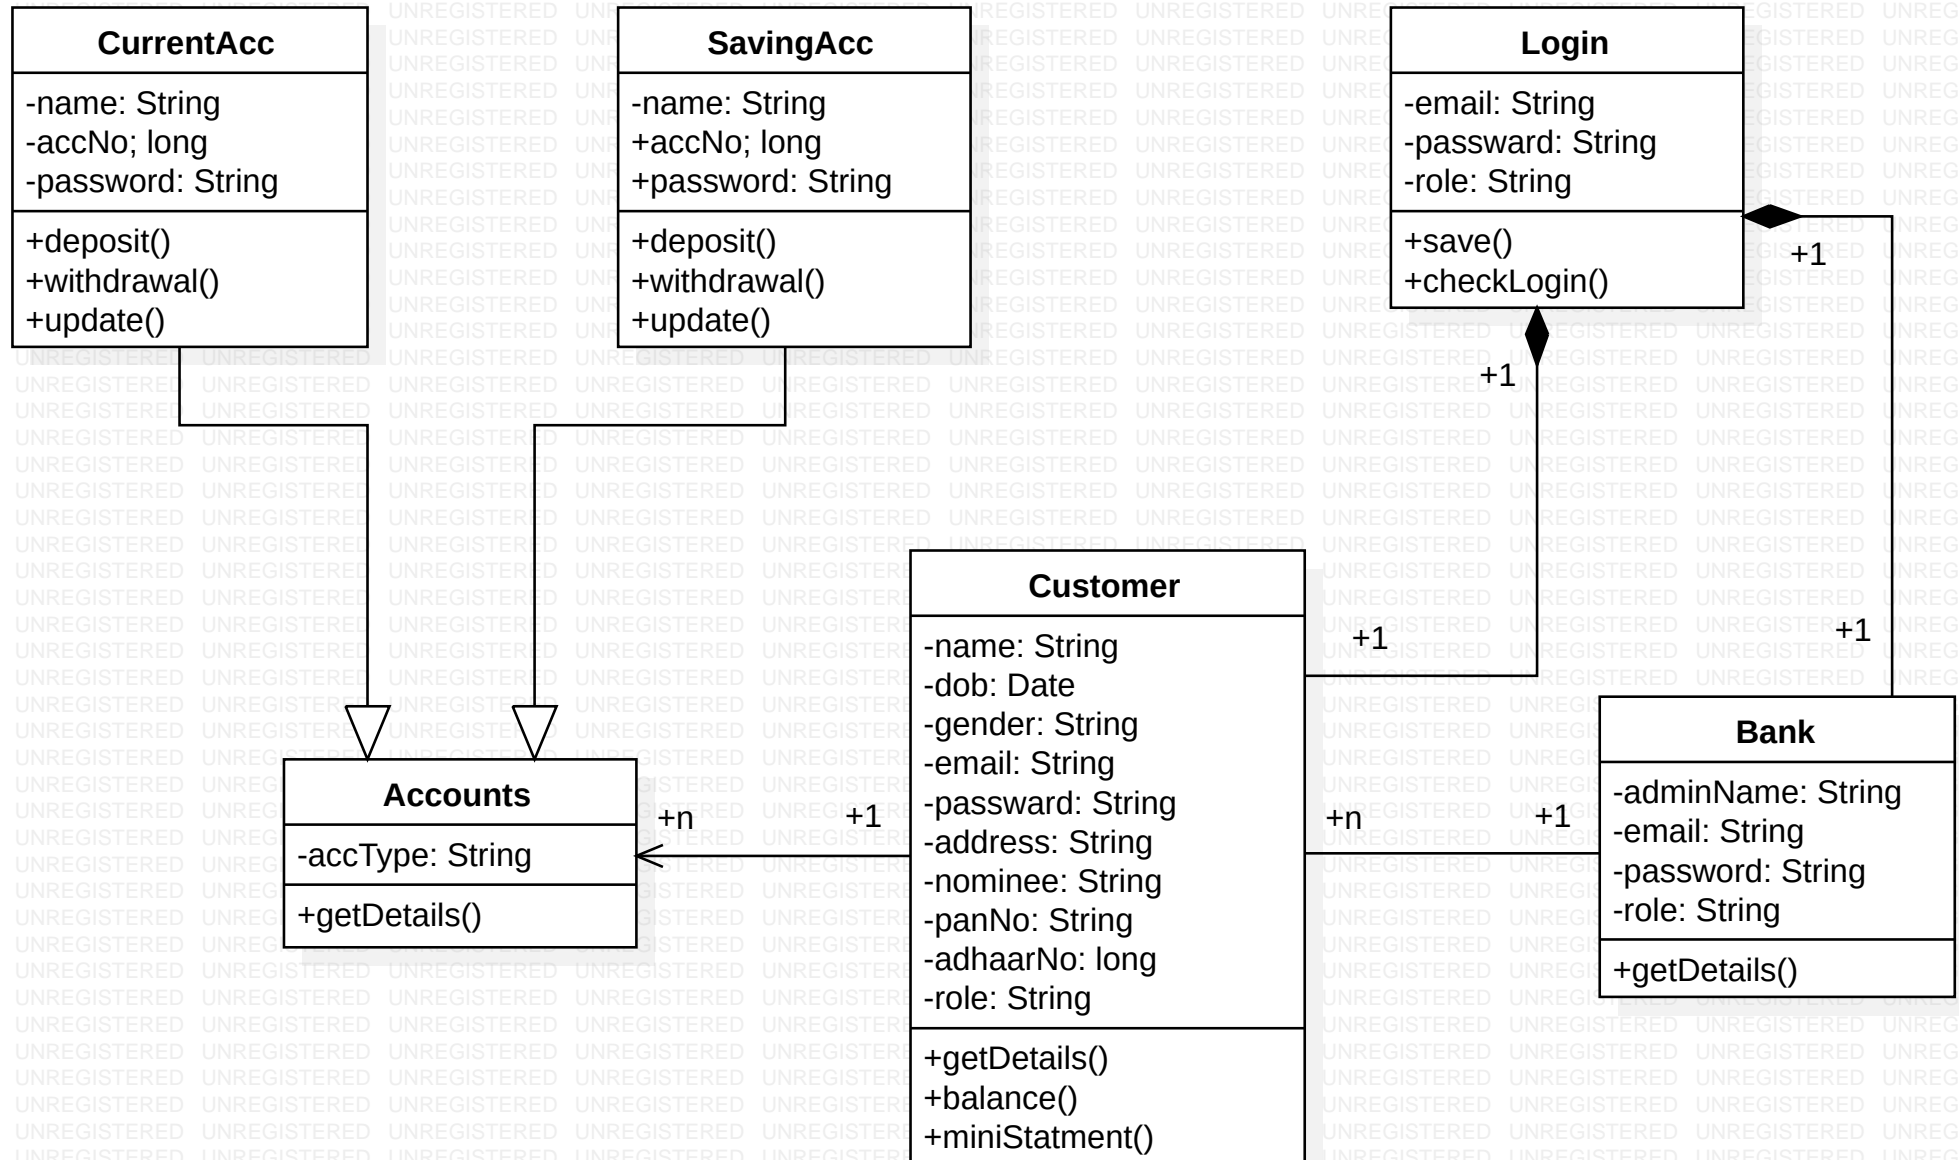 CurrentAcc
-name: String
-accNo; long
-password: String
+deposit()
+withdrawal()
+update()
SavingAcc
-name: String
+accNo; long
+password: String
+deposit()
+withdrawal()
+update()
Login
-email: String
-passward: String
-role: String
+save()
+checkLogin()
+1
+1
+1
+1
Customer
-name: String
-dob: Date
-gender: String
-email: String
-passward: String
-address: String
-nominee: String
-panNo: String
-adhaarNo: long
-role: String
+getDetails()
+balance()
+miniStatment()
Accounts
-accType: String
+getDetails()
+n
+1
+n
+1
Bank
-adminName: String
-email: String
-password: String
-role: String
+getDetails()
UNREGISTERED